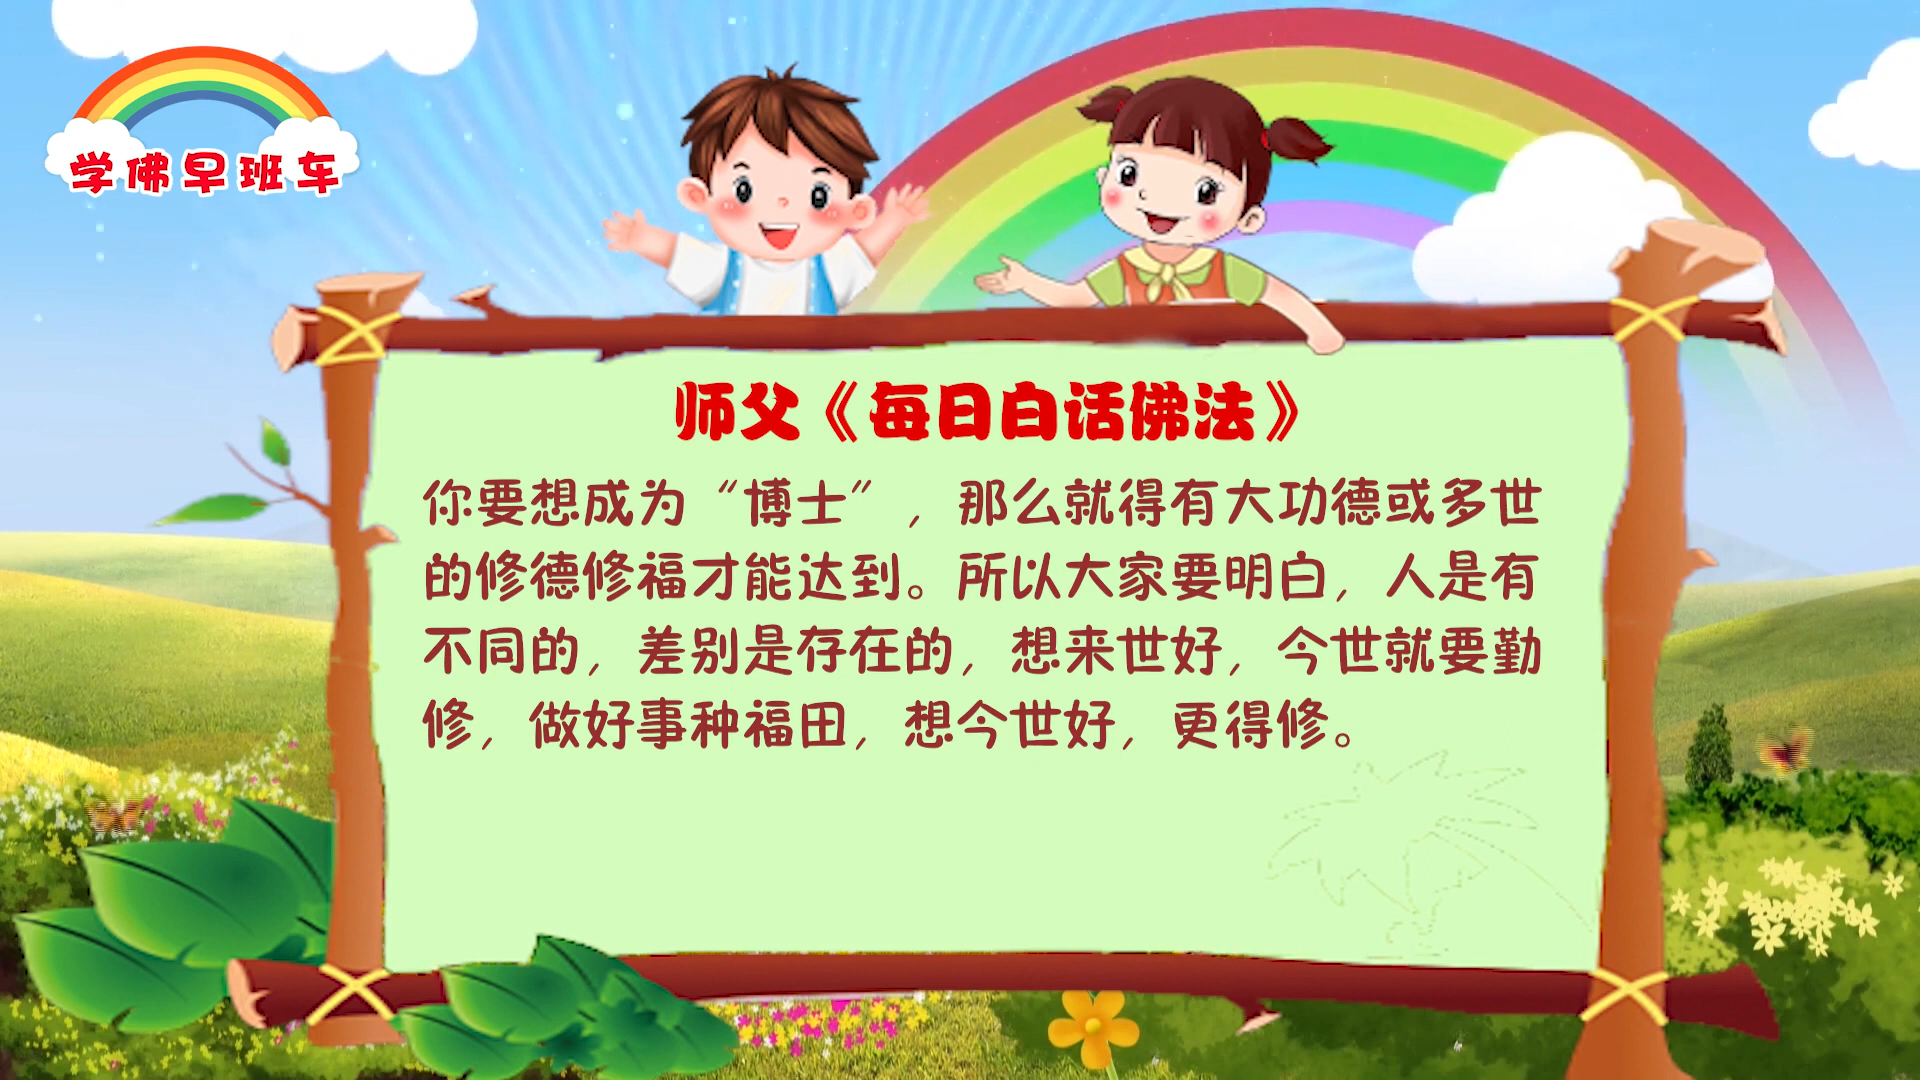 学佛早班车
师父《每日白话佛法》
你要想成为“博士”，那么就得有大功德或多世
的修德修福才能达到。所以大家要明白，人是有
不同的，差别是存在的，想来世好，今世就要勤
修，做好事种福田，想今世好，更得修。